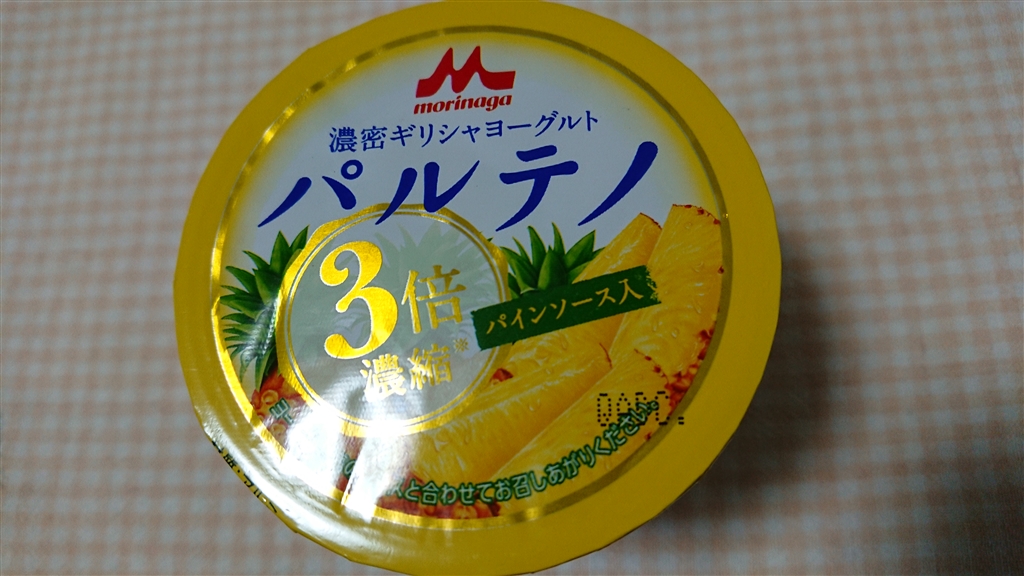 morinaga
濃密ギリシャヨーグルト
パルテノ
3倍
濃縮※
パインソース入
と合わせてお召しあがりください。